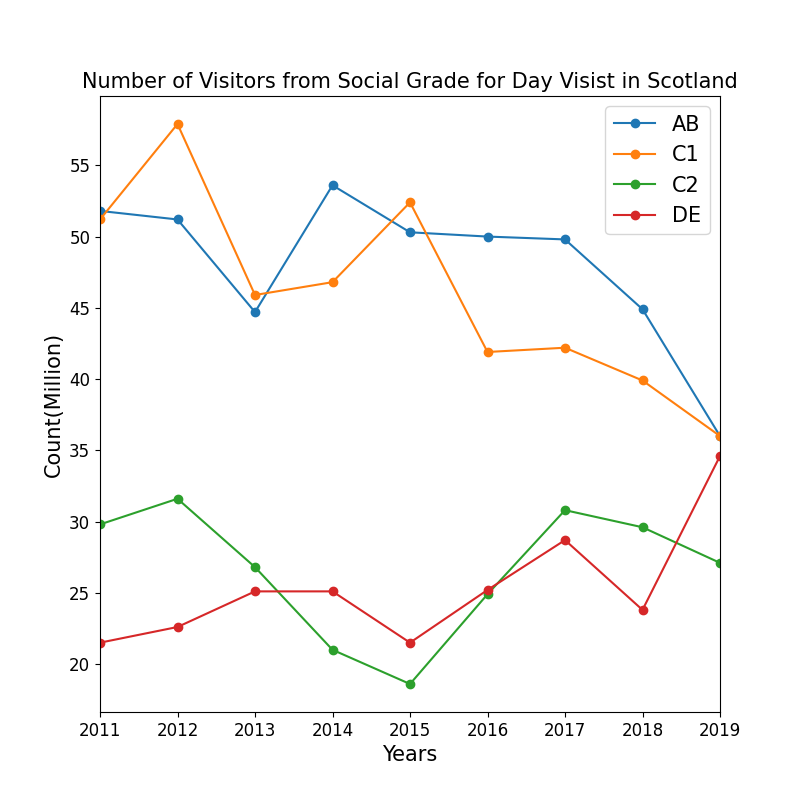 Number of Visitors from Social Grade for Day Visist in Scotland
AB
C1
C2
DE
Count(Million)
55
50
45
40
35
30
25
20
2011 2012 2013 2014 2015 2016 2017 2018 2019
Years